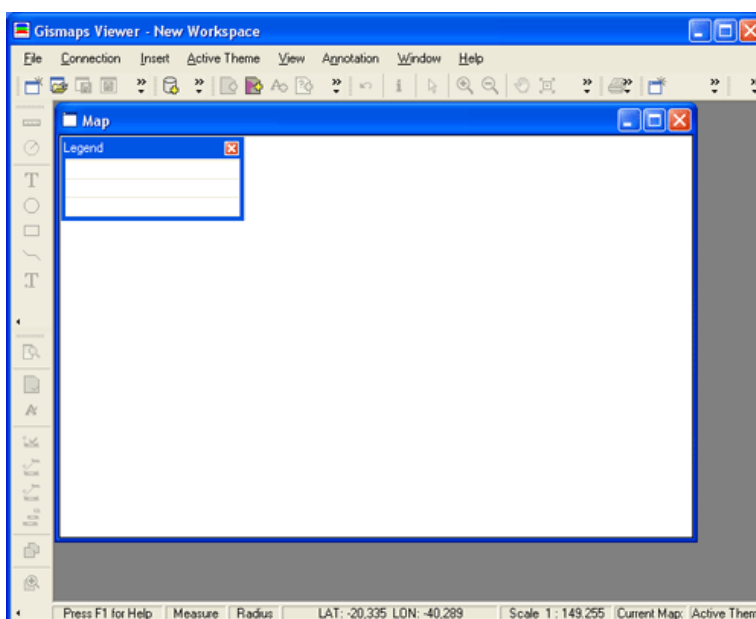 Gismaps Viewer - New Workspace
File Connection Insert Active Theme View Annotation Window Help
Map
Legend
T
T
Press F1 for Help Measure Radius LAT: -20,335 LON: -40,289 Scale 1 : 149.255 Current Map: Active Them